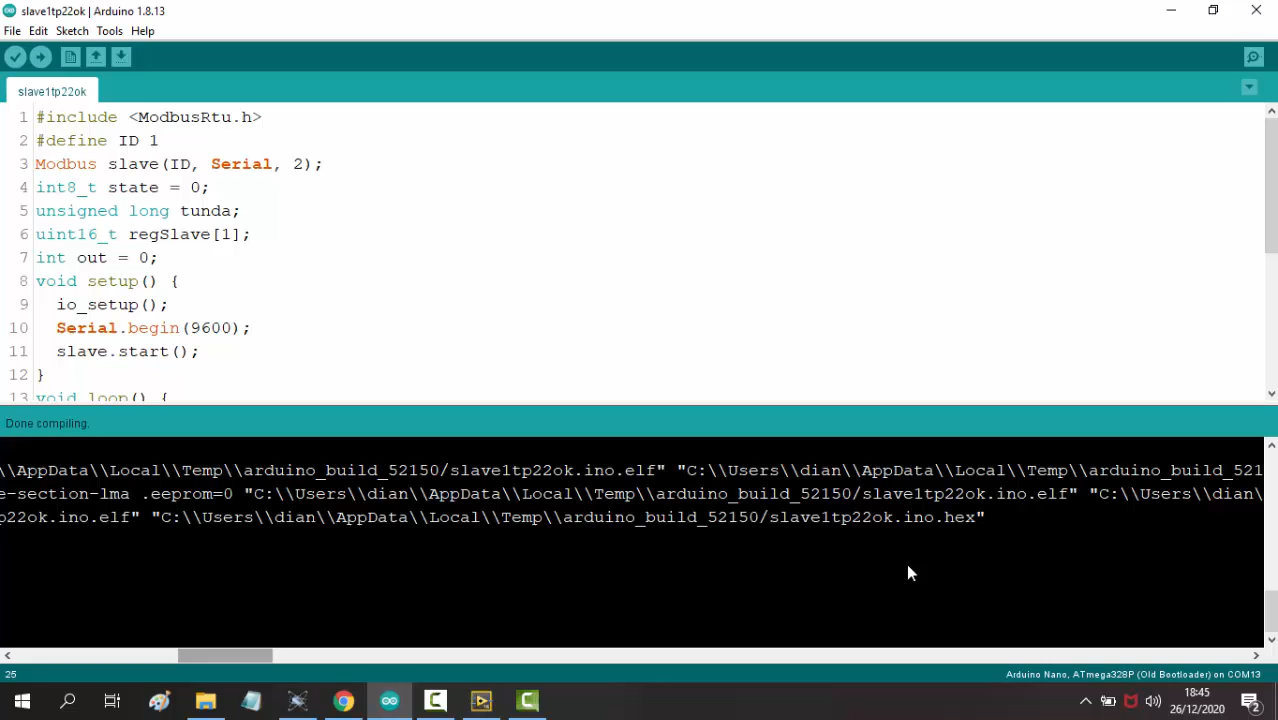 slave1tp22ok | Arduino 1.8.13
File Edit Sketch Tools Help
slave1tp22ok
1 #include <ModbusRtu.h>
2 #define ID 1
3 Modbus slave(ID, Serial, 2);
4 int8_t state = 0;
5 unsigned long tunda;
6 uint16_t regSlave[1];
7 int out = 0;
8 void setup() {
9 io_setup();
10 Serial.begin(9600);
11 slave.start();
12 }
13 void loop() {
Done compiling.
\\AppData\\Local\\Temp\\arduino_build_52150/slave1tp22ok.ino.elf" "C:\\Users\\dian\\AppData\\Local\\Temp\\arduino_build_521
e-section-lma .eeprom=0 "C:\\Users\\dian\\AppData\\Local\\Temp\\arduino_build_52150/slave1tp22ok.ino.elf" "C:\\Users\\dian\
p22ok.ino.elf" "C:\\Users\\dian\\AppData\\Local\\Temp\\arduino_build_52150/slave1tp22ok.ino.hex"
25 Arduino Nano, ATmega328P (Old Bootloader) on COM13
18:45
26/12/2020
2